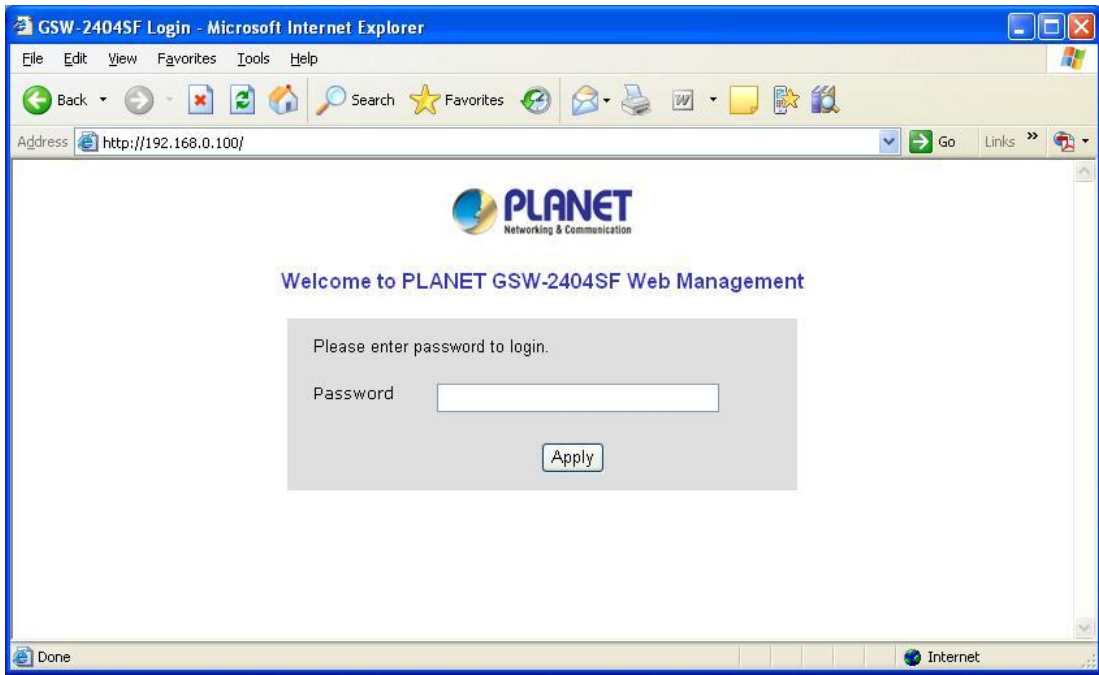 GSW-2404SF Login - Microsoft Internet Explorer
File Edit View Favorites Tools Help
Back Search Favorites
Address http://192.168.0.100/ Go Links »
PLANET
Networking & Communication
Welcome to PLANET GSW-2404SF Web Management
Please enter password to login.
Password
Apply
Done Internet